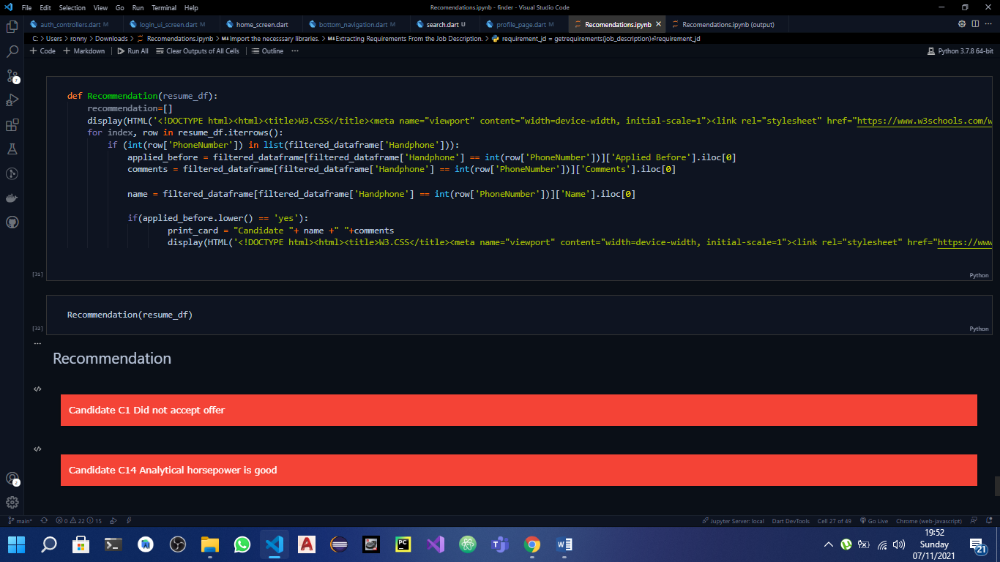 Recomendations.ipynb - finder - Visual Studio Code
File Edit Selection View Go Run Terminal Help
auth_controllers.dart M login_ui_screen.dart M home_screen.dart bottom_navigation.dart M search.dart U profile_page.dart M Recomendations.ipynb Recomendations.ipynb (output)
C: > Users > ronny > Downloads > Recomendations.ipynb > M↓Import the necesssary libraries. > M↓Extracting Requirements From the Job Description. > requirement_jd = getrequirements(job_description)⏎requirement_jd
+ Code + Markdown Run All Clear Outputs of All Cells Outline ... Python 3.7.8 64-bit
def Recommendation(resume_df):
recommendation=[]
display(HTML('<!DOCTYPE html><html><title>W3.CSS</title><meta name="viewport" content="width=device-width, initial-scale=1"><link rel="stylesheet" href="https://www.w3schools.com/w
for index, row in resume_df.iterrows():
if (int(row['PhoneNumber']) in list(filtered_dataframe['Handphone'])):
applied_before = filtered_dataframe[filtered_dataframe['Handphone'] == int(row['PhoneNumber'])]['Applied Before'].iloc[0]
comments = filtered_dataframe[filtered_dataframe['Handphone'] == int(row['PhoneNumber'])]['Comments'].iloc[0]
name = filtered_dataframe[filtered_dataframe['Handphone'] == int(row['PhoneNumber'])]['Name'].iloc[0]
if(applied_before.lower() == 'yes'):
print_card = "Candidate "+ name +" "+comments
display(HTML('<!DOCTYPE html><html><title>W3.CSS</title><meta name="viewport" content="width=device-width, initial-scale=1"><link rel="stylesheet" href="https://www
[31] Python
Recommendation(resume_df)
[32] Python
...
Recommendation
Candidate C1 Did not accept offer
Candidate C14 Analytical horsepower is good
7
2
main* 0 22 15 Jupyter Server: local Dart DevTools Cell 27 of 49 Go Live Chrome (web-javascript)
PC
19:52
Sunday
07/11/2021
21